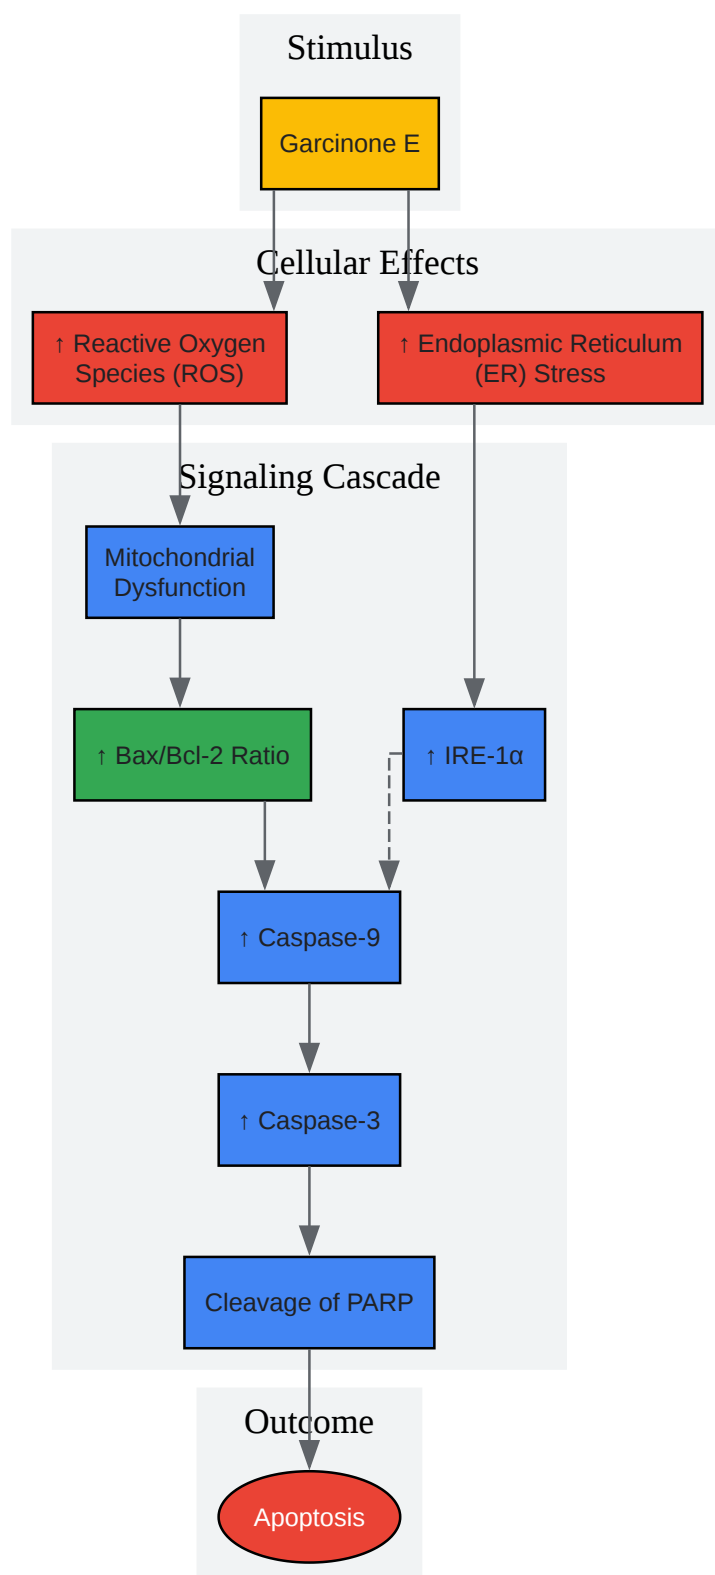 Stimulus
Garcinone E
Cellular Effects
↑ Reactive Oxygen
Species (ROS)
↑ Endoplasmic Reticulum
(ER) Stress
Signaling Cascade
Mitochondrial
Dysfunction
↑ Bax/Bcl-2 Ratio
↑ IRE-1α
↑ Caspase-9
↑ Caspase-3
Cleavage of PARP
Outcome
Apoptosis